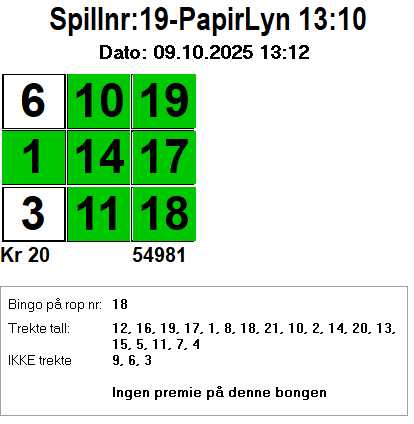 Spillnr:19-PapirLyn 13:10
Dato: 09.10.2025 13:12
6 10 19
1 14 17
3 11 18
Kr 20 54981
Bingo på rop nr: 18
Trekte tall: 12, 16, 19, 17, 1, 8, 18, 21, 10, 2, 14, 20, 13,
15, 5, 11, 7, 4
IKKE trekte 9, 6, 3
Ingen premie på denne bongen